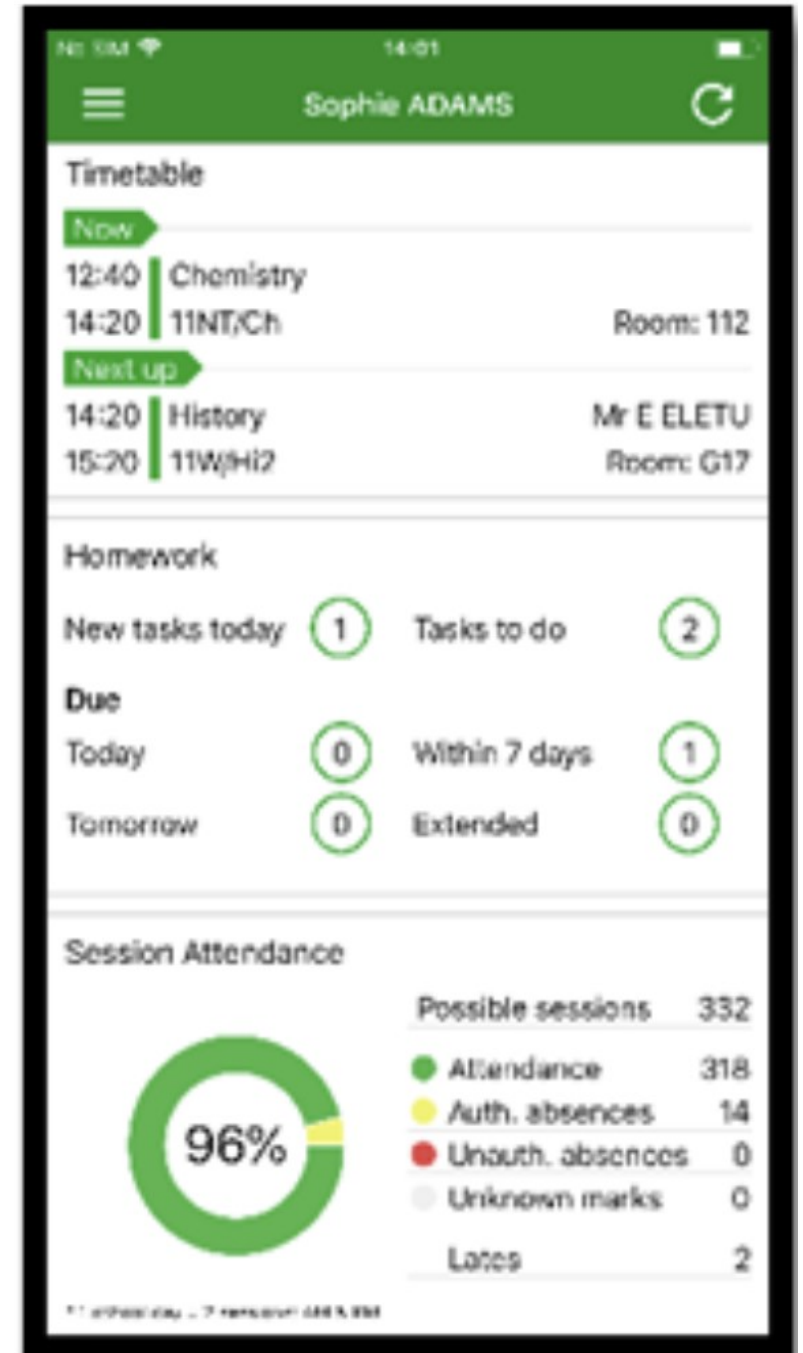 No SIM 14:01
Sophie ADAMS
Timetable
Now
12:40 Chemistry
14:20 11NT/Ch Room: 112
Next up
14:20 History Mr E ELETU
15:20 11W/Hi2 Room: G17
Homework
New tasks today 1 Tasks to do 2
Due
Today 0 Within 7 days 1
Tomorrow 0 Extended 0
Session Attendance
Possible sessions 332
Attendance 318
96% Auth. absences 14
Unauth. absences 0
Unknown marks 0
Lates 2